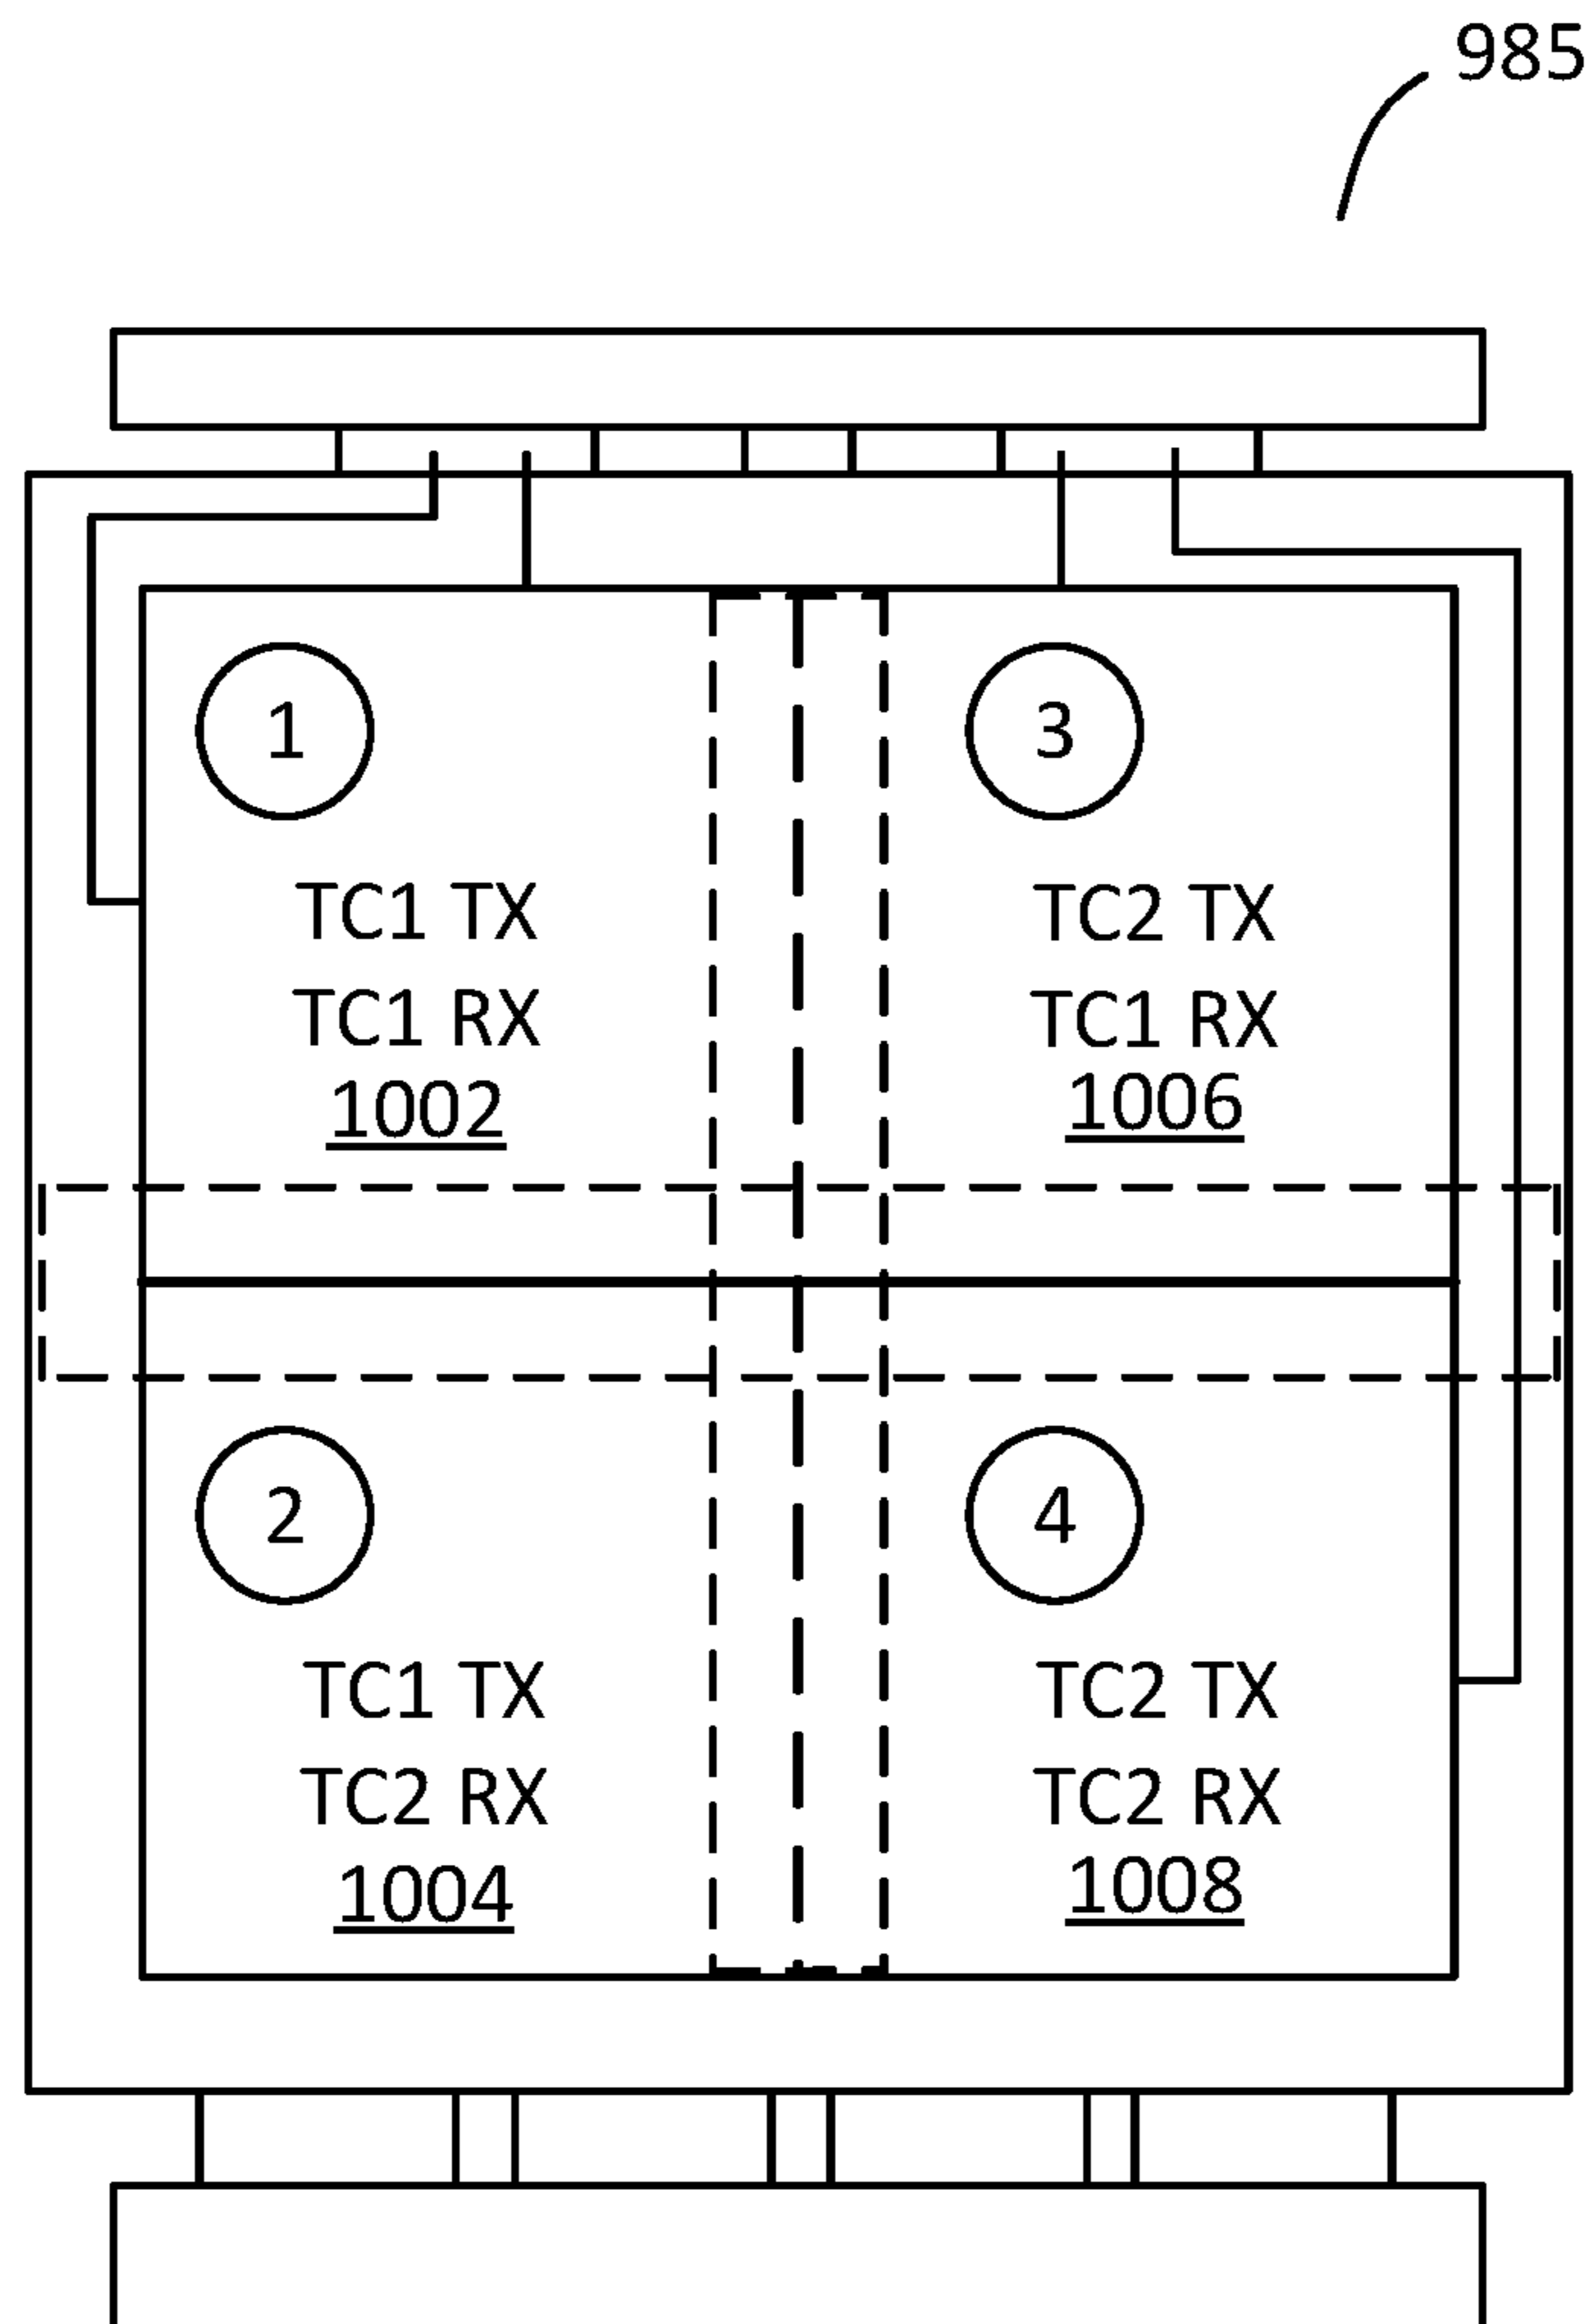 985
1
TC1 TX
TC1 RX
1002
3
TC2 TX
TC1 RX
1006
2
TC1 TX
TC2 RX
1004
4
TC2 TX
TC2 RX
1008